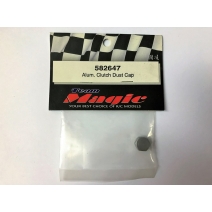 582647
Alum. Clutch Dust Cap
Team
Magic
YOUR BEST CHOICE OF R/C MODELS